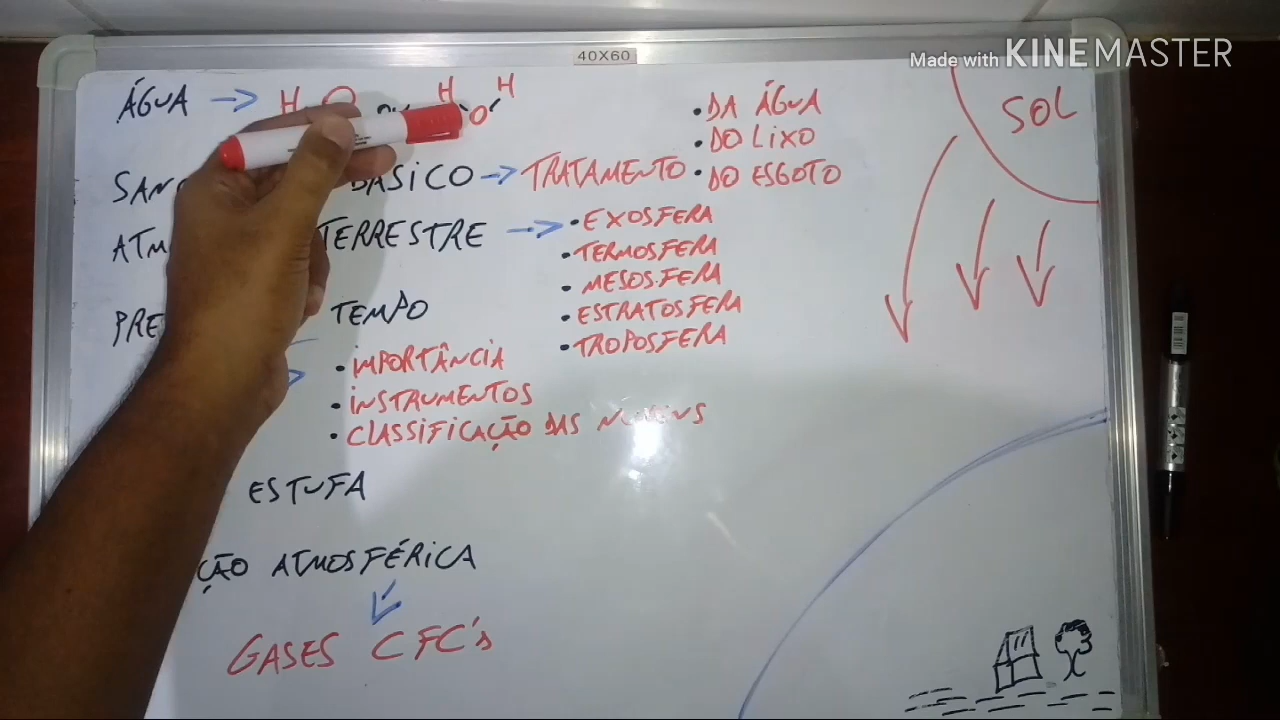 40X60
Made with KINEMASTER
ÁGUA → H O H O H
• DA ÁGUA
• DO LIXO
BÁSICO → TRATAMENTO • DO ESGOTO
TERRESTRE → • EXOSFERA
• TERMOSFERA
• MESOSFERA
• ESTRATOSFERA
• TROPOSFERA
TEMPO
• IMPORTÂNCIA
• INSTRUMENTOS
• CLASSIFICAÇÃO DAS
ESTUFA
ÇÃO ATMOSFÉRICA
GASES CFC's
SOL